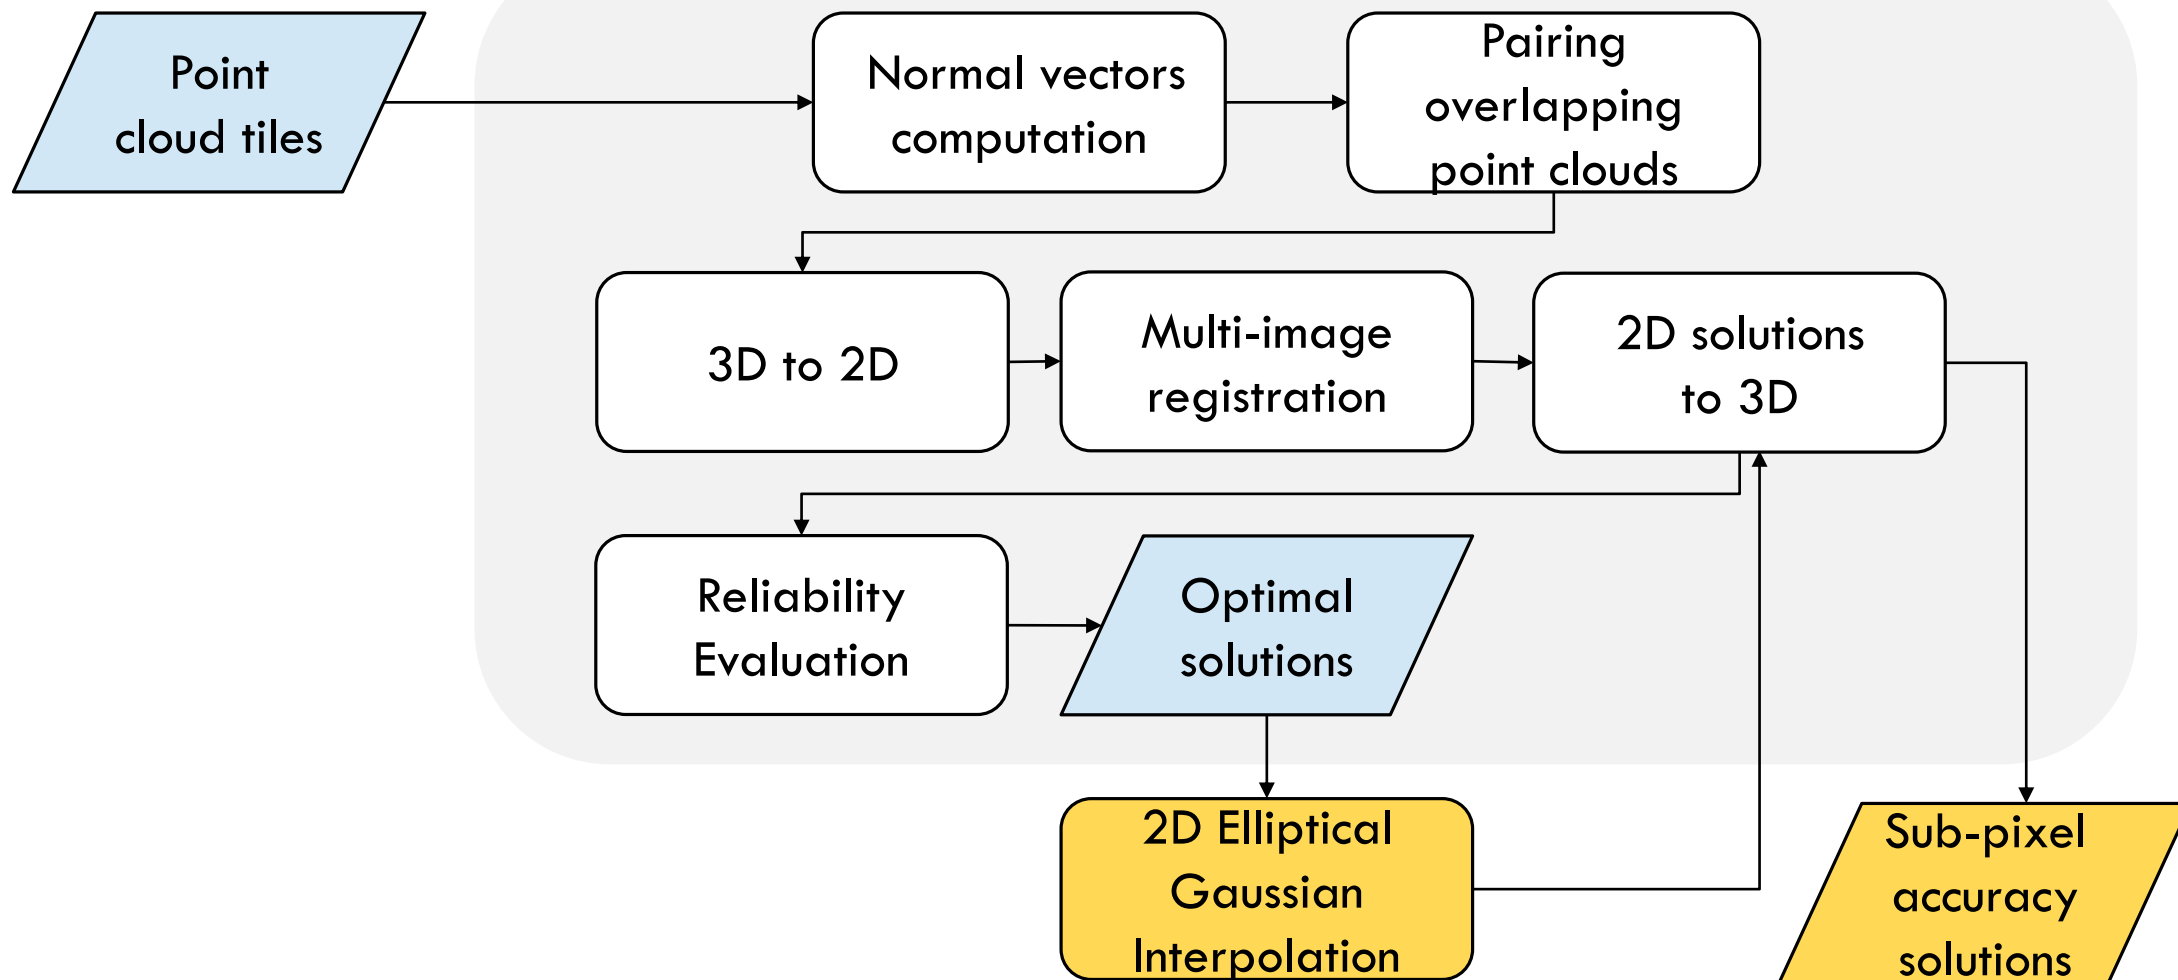 Point
cloud tiles
Normal vectors
computation
Pairing
overlapping
point clouds
3D to 2D
Multi-image
registration
2D solutions
to 3D
Reliability
Evaluation
Optimal
solutions
2D Elliptical
Gaussian
Interpolation
Sub-pixel
accuracy
solutions